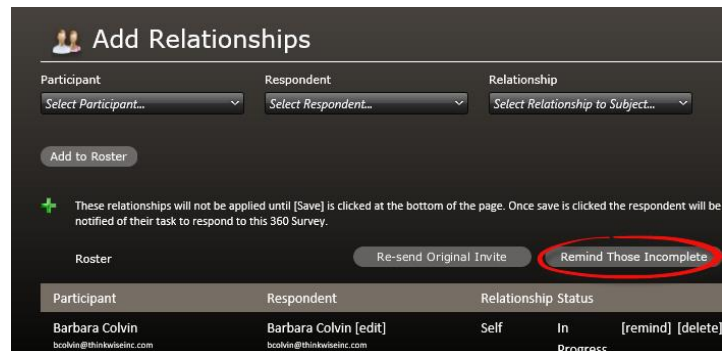 Add Relationships
Participant Respondent Relationship
Select Participant... Select Respondent... Select Relationship to Subject...
Add to Roster
These relationships will not be applied until [Save] is clicked at the bottom of the page. Once save is clicked the respondent will be
notified of their task to respond to this 360 Survey.
Roster Re-send Original Invite Remind Those Incomplete
Participant Respondent Relationship Status
Barbara Colvin Barbara Colvin [edit] Self In [remind] [delete]
bcolvin@thinkwiseinc.com bcolvin@thinkwiseinc.com Progress